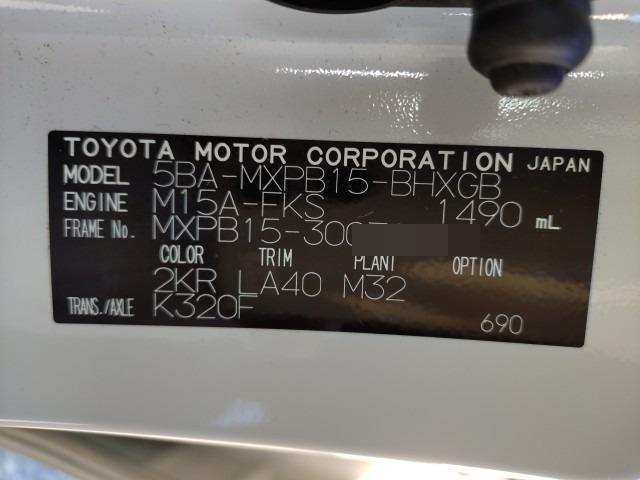 TOYOTA MOTOR CORPORATION JAPAN
MODEL 5BA-MXPB15-BHXGB
ENGINE M15A-FKS 1490 mL
FRAME No. MXPB15-300
COLOR TRIM PLANT OPTION
2KR LA40 M32
TRANS./AXLE K320F 690